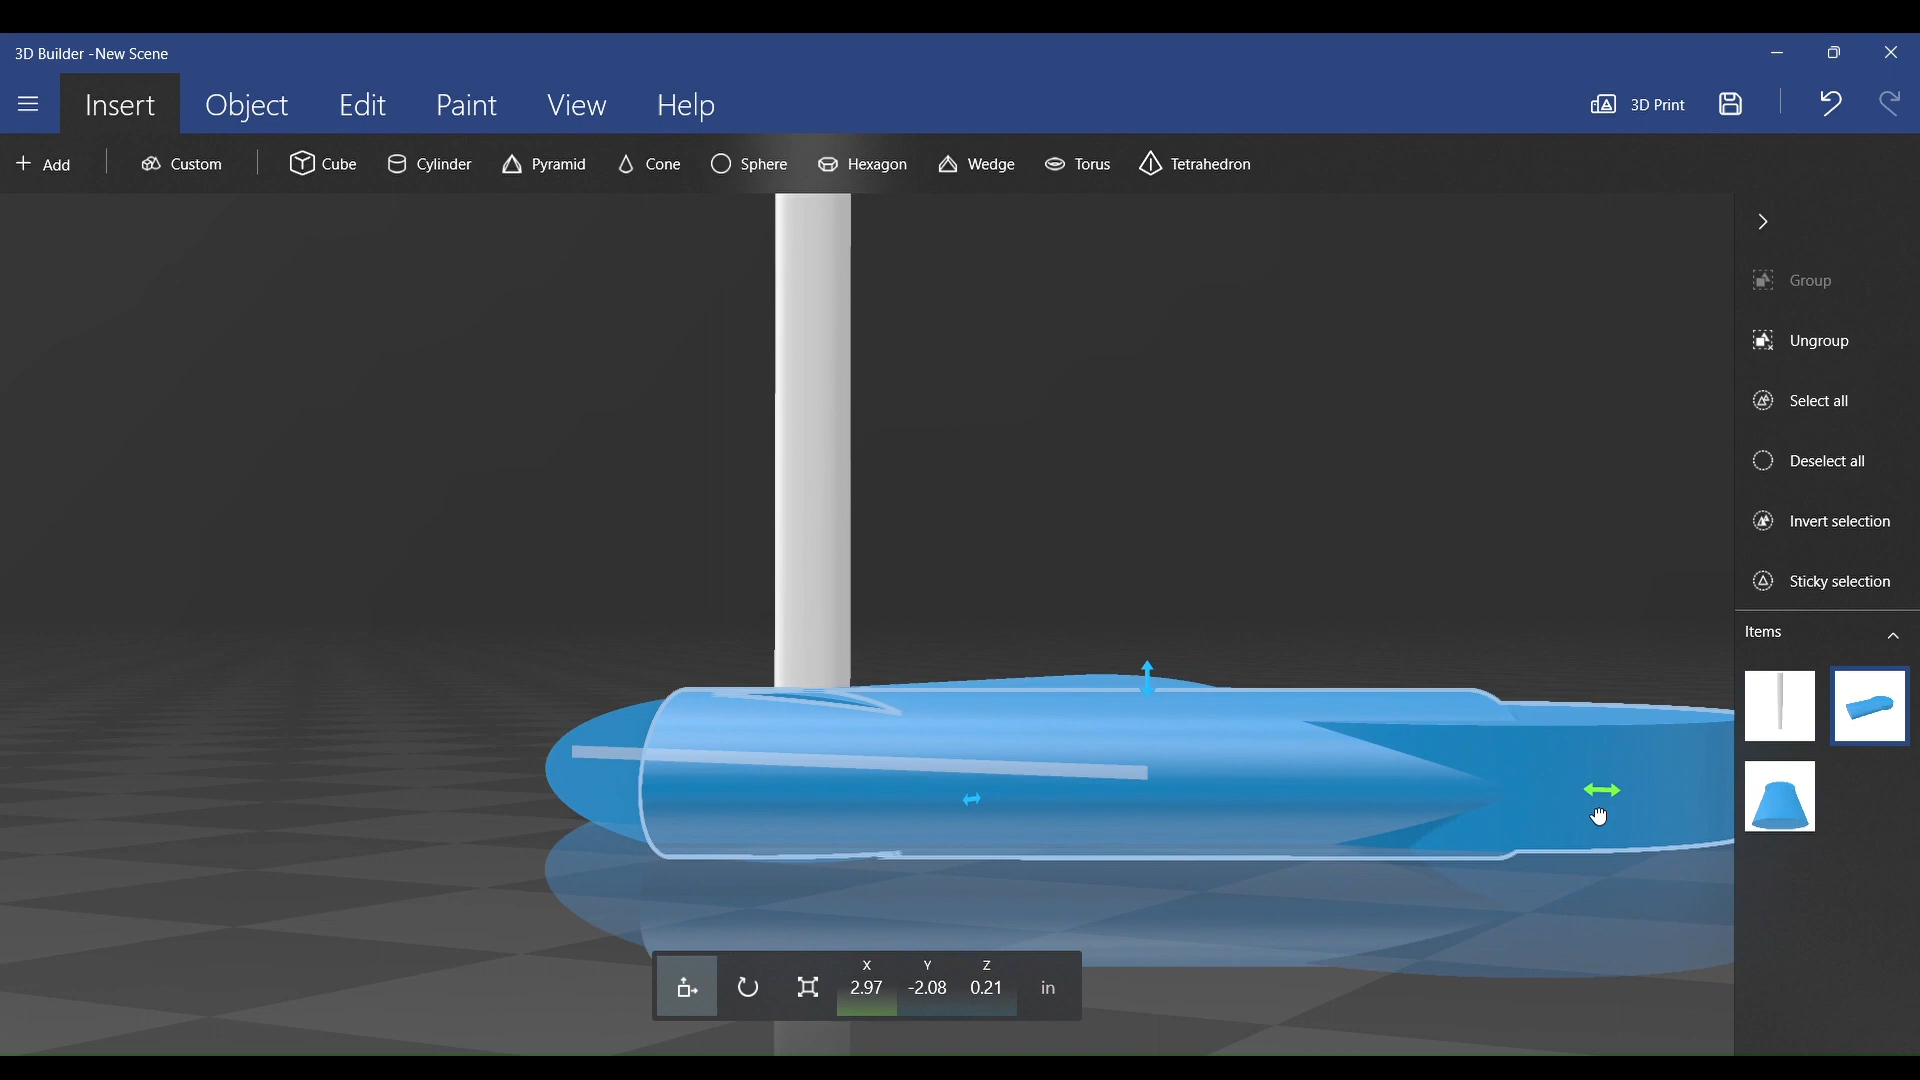 3D Builder -New Scene
Insert Object Edit Paint View Help 3D Print
Add Custom Cube Cylinder Pyramid Cone Sphere Hexagon Wedge Torus Tetrahedron
Group
Ungroup
Select all
Deselect all
Invert selection
Sticky selection
Items
X Y Z
2.97 -2.08 0.21 in